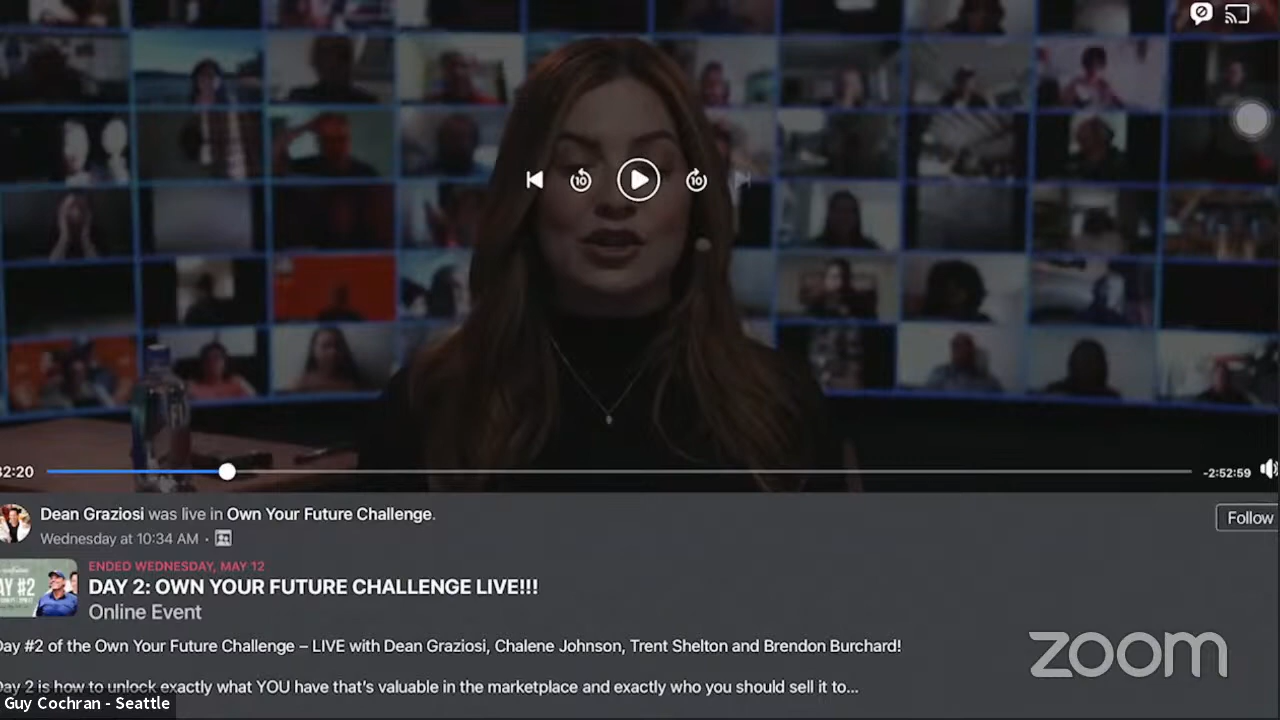 10
10
32:20
-2:52:59
Dean Graziosi was live in Own Your Future Challenge.
Follow
Wednesday at 10:34 AM ·
AY #2
ENDED WEDNESDAY, MAY 12
DAY 2: OWN YOUR FUTURE CHALLENGE LIVE!!!
Online Event
Day #2 of the Own Your Future Challenge – LIVE with Dean Graziosi, Chalene Johnson, Trent Shelton and Brendon Burchard!
zoom
Day 2 is how to unlock exactly what YOU have that's valuable in the marketplace and exactly who you should sell it to...
Guy Cochran - Seattle